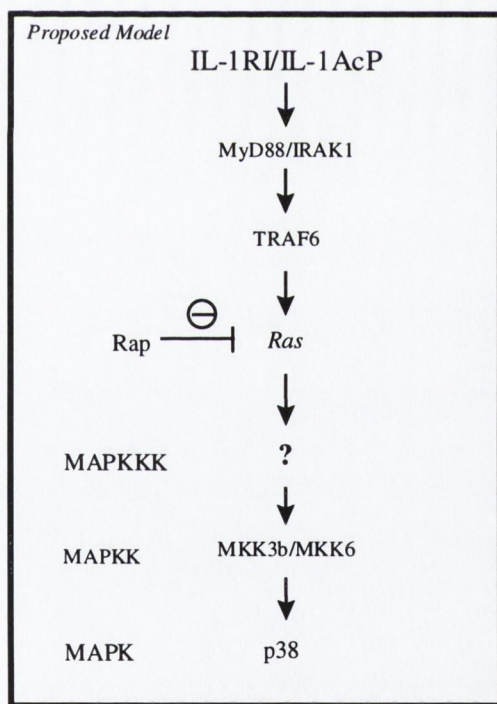 Proposed Model
IL-1RI/IL-1AcP
MyD88/IRAK1
TRAF6
Rap
Ras
MAPKKK ?
MAPKK MKK3b/MKK6
MAPK p38